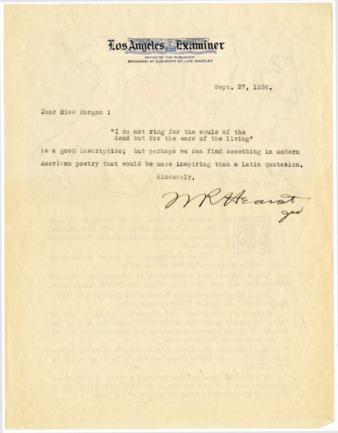 Los Angeles Examiner
OFFICE OF THE PUBLISHER
BROADWAY AT ELEVENTH ST., LOS ANGELES
Sept. 27, 1926.
Dear Miss Morgan :
"I do not ring for the souls of the
dead but for the ears of the living"
is a good inscription; but perhaps we can find something in modern
American poetry that would be more inspiring than a Latin quotation.
Sincerely,
W R Hearst